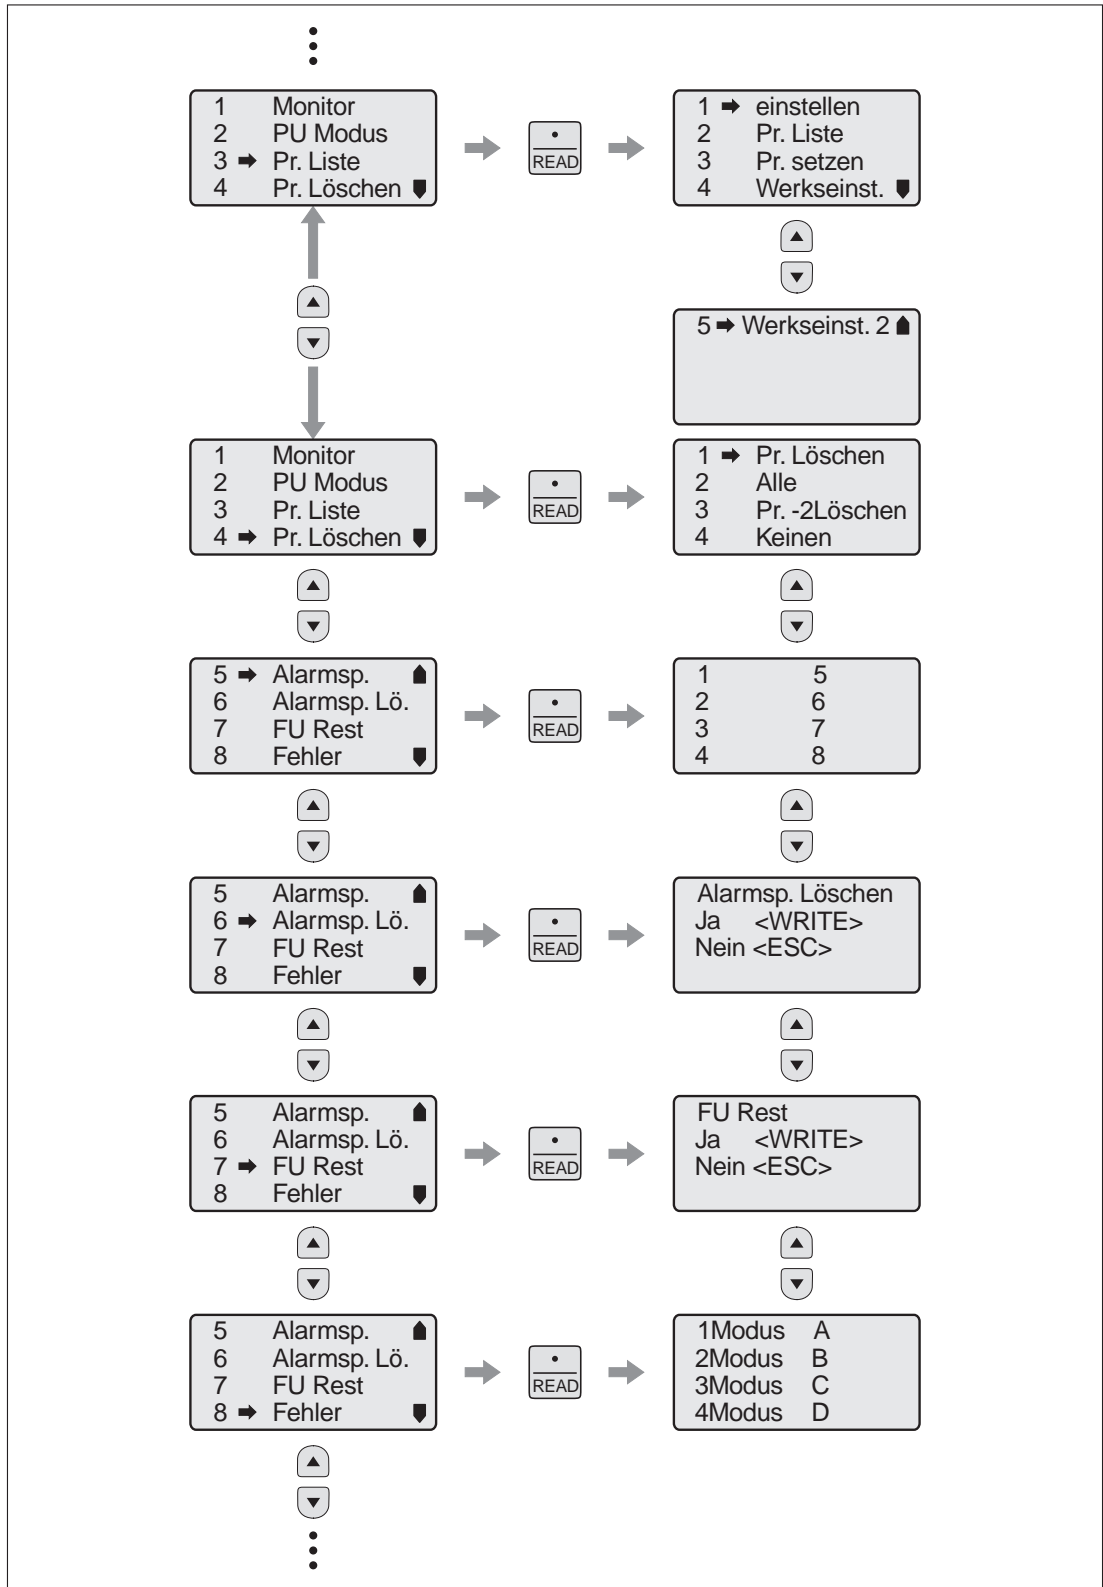 1 Monitor
2 PU Modus
3 ➡ Pr. Liste
4 Pr. Löschen
READ
1 ➡ einstellen
2 Pr. Liste
3 Pr. setzen
4 Werkseinst.
5 ➡ Werkseinst. 2
1 Monitor
2 PU Modus
3 Pr. Liste
4 ➡ Pr. Löschen
READ
1 ➡ Pr. Löschen
2 Alle
3 Pr. -2Löschen
4 Keinen
5 ➡ Alarmsp.
6 Alarmsp. Lö.
7 FU Rest
8 Fehler
READ
1 5
2 6
3 7
4 8
5 Alarmsp.
6 ➡ Alarmsp. Lö.
7 FU Rest
8 Fehler
READ
Alarmsp. Löschen
Ja <WRITE>
Nein <ESC>
5 Alarmsp.
6 Alarmsp. Lö.
7 ➡ FU Rest
8 Fehler
READ
FU Rest
Ja <WRITE>
Nein <ESC>
5 Alarmsp.
6 Alarmsp. Lö.
7 FU Rest
8 ➡ Fehler
READ
1Modus A
2Modus B
3Modus C
4Modus D